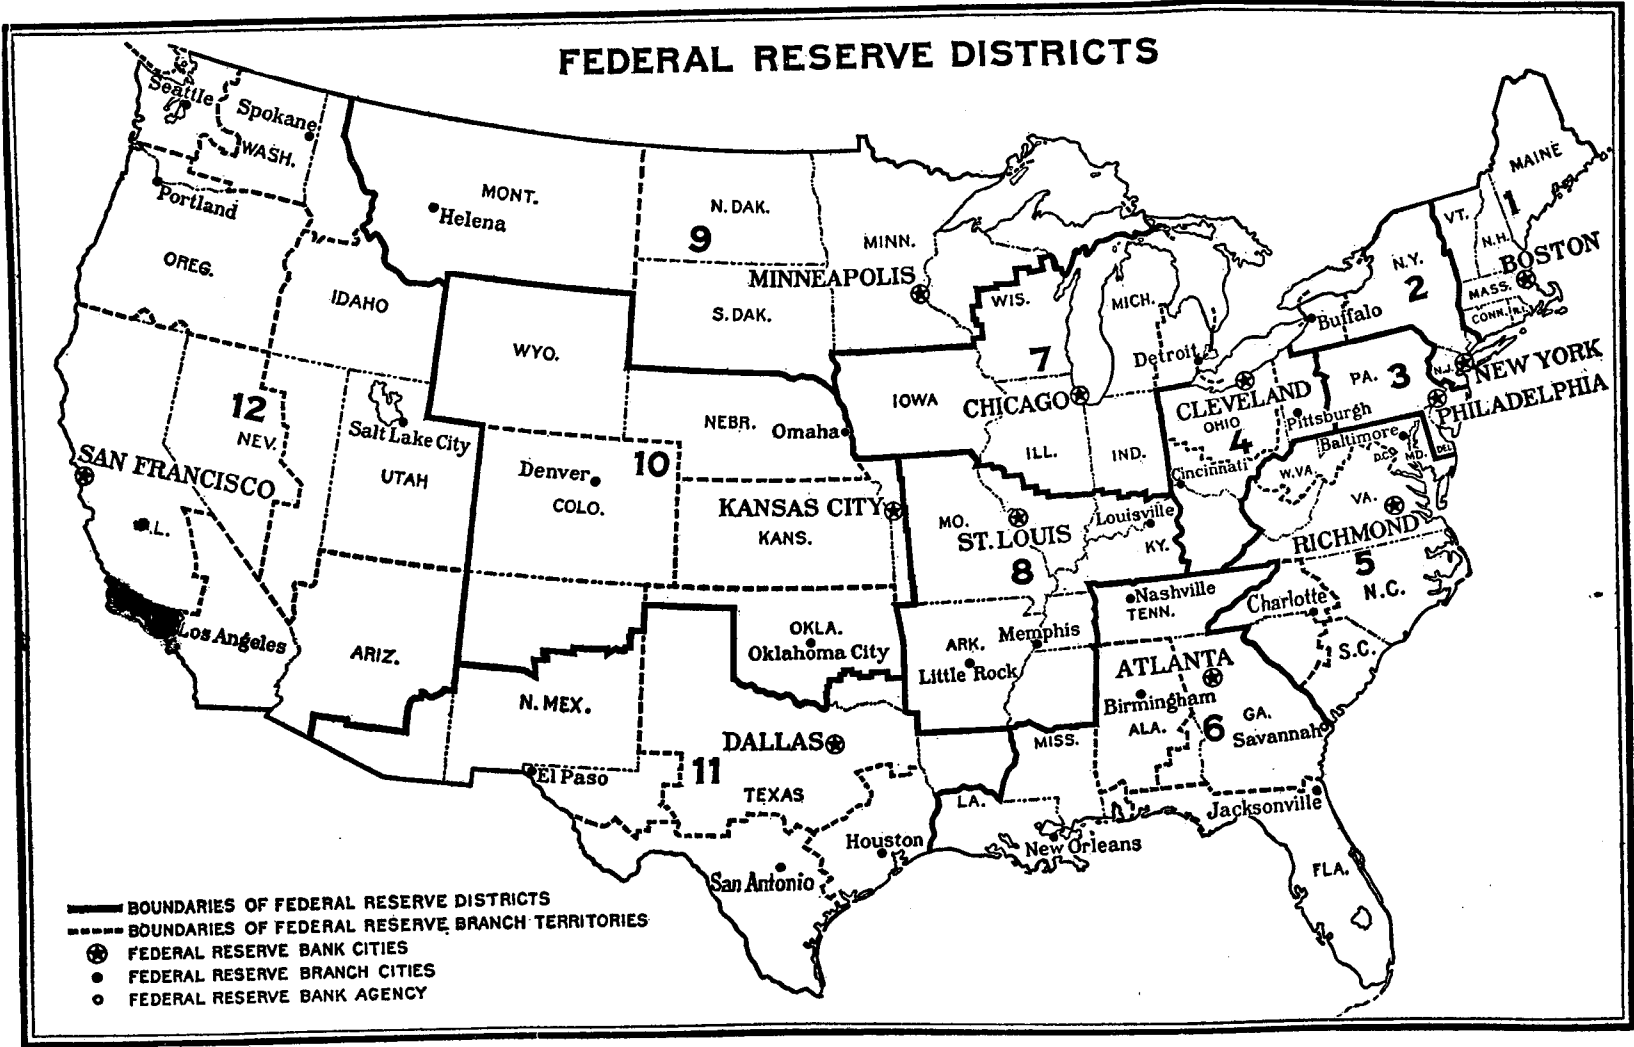 FEDERAL RESERVE DISTRICTS
Seattle
Spokane
WASH.
Portland
OREG.
MONT.
Helena
IDAHO
N. DAK.
9
MINN.
MINNEAPOLIS
S. DAK.
WYO.
WIS.
MICH.
7
Detroit
MAINE
VT.
1
N.H.
BOSTON
MASS.
CONN.
R.I.
N.Y.
2
Buffalo
NEW YORK
N.J.
PA.
3
PHILADELPHIA
Pittsburgh
CLEVELAND
OHIO
4
Cincinnati
IOWA
CHICAGO
ILL.
IND.
NEBR.
Omaha
12
NEV.
Salt Lake City
UTAH
SAN FRANCISCO
Denver
10
COLO.
KANSAS CITY
KANS.
MO.
ST. LOUIS
8
Louisville
KY.
Baltimore
D.C.
MD.
DEL.
W. VA.
VA.
RICHMOND
5
N.C.
Charlotte
S.C.
Nashville
TENN.
Memphis
ARK.
Little Rock
OKLA.
Oklahoma City
Los Angeles
ARIZ.
N. MEX.
ATLANTA
Birmingham
ALA.
6
GA.
Savannah
MISS.
DALLAS
11
El Paso
TEXAS
LA.
Jacksonville
Houston
New Orleans
San Antonio
FLA.
BOUNDARIES OF FEDERAL RESERVE DISTRICTS
BOUNDARIES OF FEDERAL RESERVE BRANCH TERRITORIES
FEDERAL RESERVE BANK CITIES
FEDERAL RESERVE BRANCH CITIES
FEDERAL RESERVE BANK AGENCY